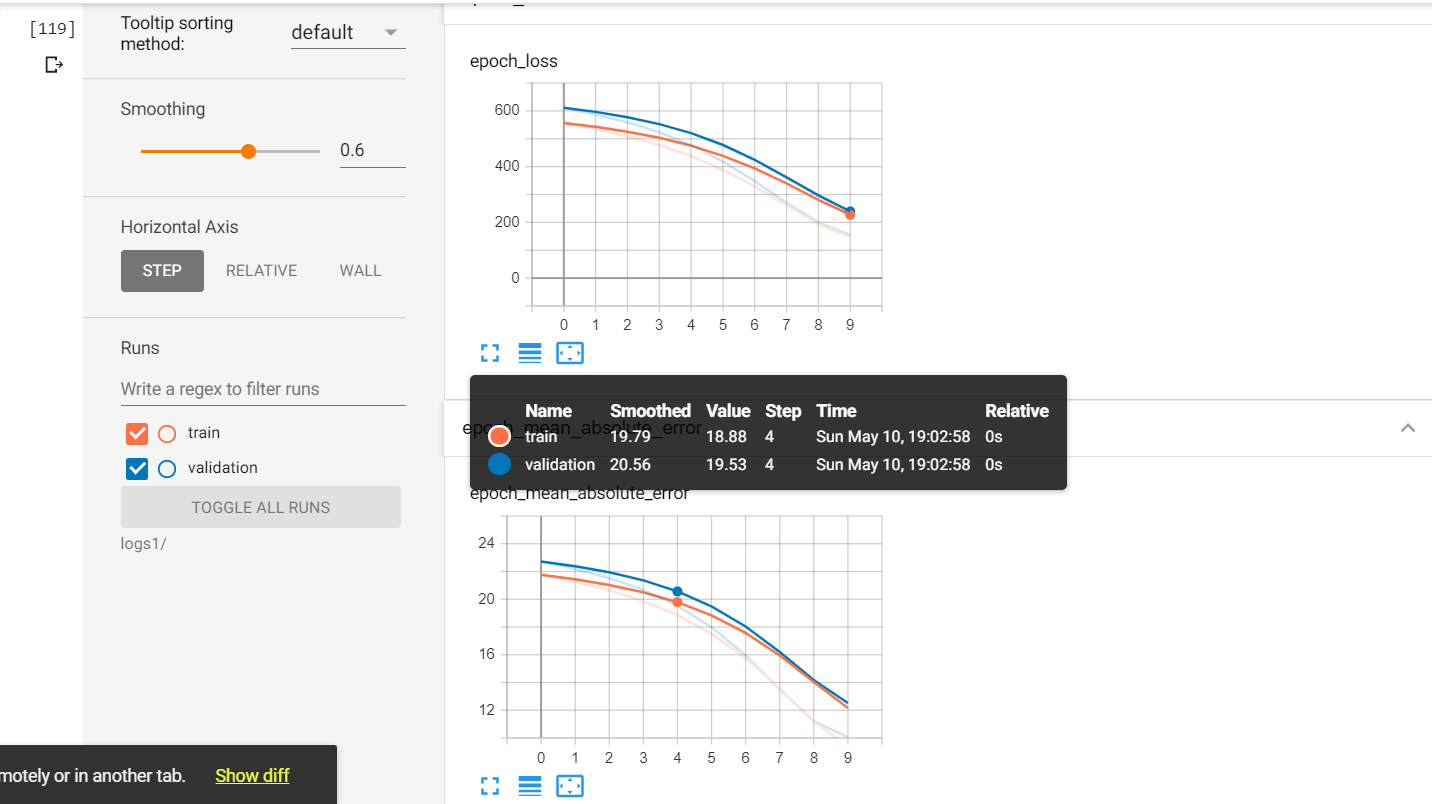 [119]
Tooltip sorting
method:
default
Smoothing
0.6
Horizontal Axis
STEP RELATIVE WALL
Runs
Write a regex to filter runs
train
validation
TOGGLE ALL RUNS
logs1/
motely or in another tab. Show diff
epoch_loss
600
400
200
0
0 1 2 3 4 5 6 7 8 9
epoch_mean_absolute_error
Name Smoothed Value Step Time Relative
train 19.79 18.88 4 Sun May 10, 19:02:58 0s
validation 20.56 19.53 4 Sun May 10, 19:02:58 0s
epoch_mean_absolute_error
24
20
16
12
0 1 2 3 4 5 6 7 8 9